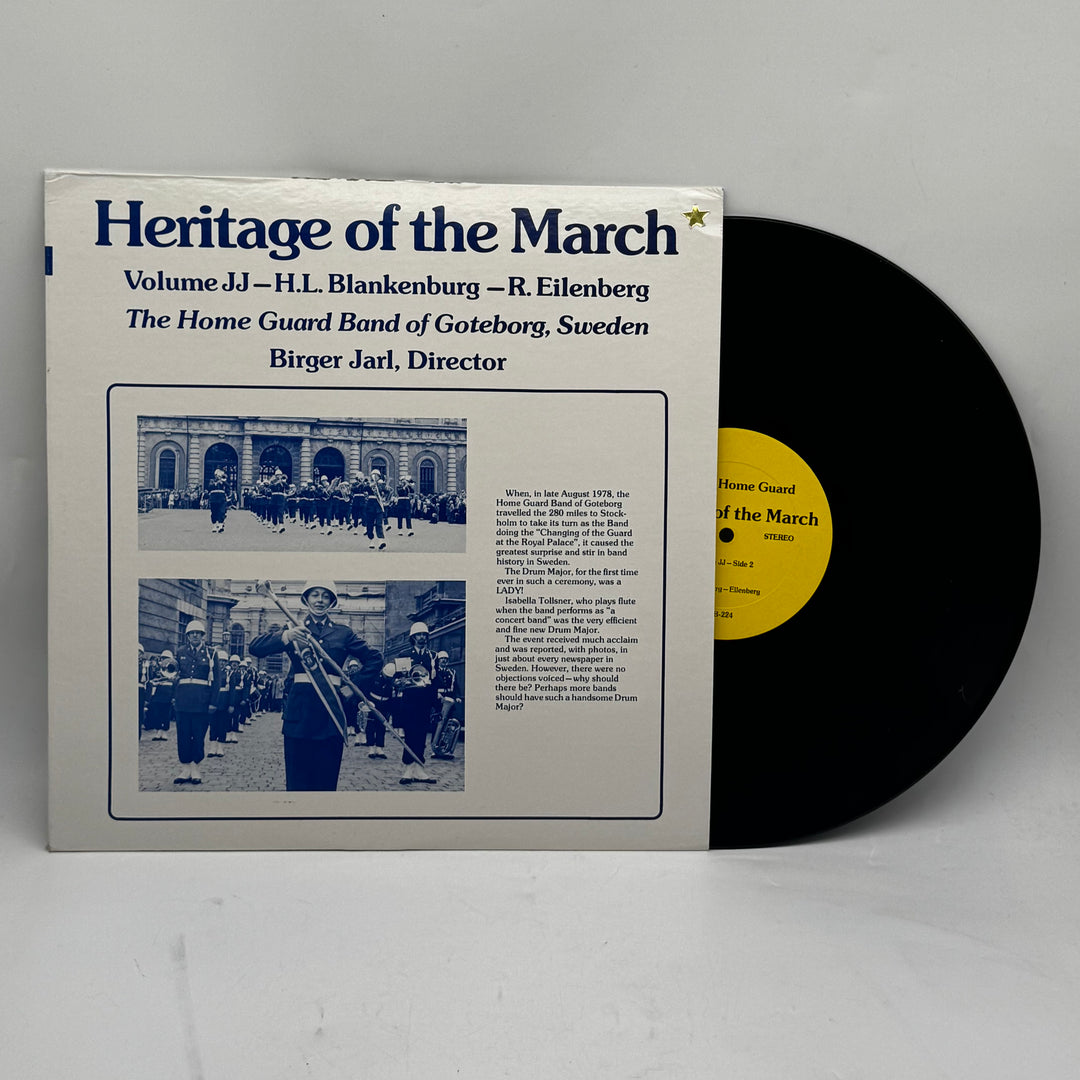 Heritage of the March
Volume JJ—H.L. Blankenburg —R. Eilenberg
The Home Guard Band of Goteborg, Sweden
Birger Jarl, Director
When, in late August 1978, the
Home Guard Band of Goteborg
travelled the 280 miles to Stock-
holm to take its turn as the Band
doing the "Changing of the Guard
at the Royal Palace", it caused the
greatest surprise and stir in band
history in Sweden.
The Drum Major, for the first time
ever in such a ceremony, was a
LADY!
Isabella Tollsner, who plays flute
when the band performs as "a
concert band" was the very efficient
and fine new Drum Major.
The event received much acclaim
and was reported, with photos, in
just about every newspaper in
Sweden. However, there were no
objections voiced—why should
there be? Perhaps more bands
should have such a handsome Drum
Major?
Home Guard
of the March
STEREO
JJ—Side 2
—Eilenberg
-224